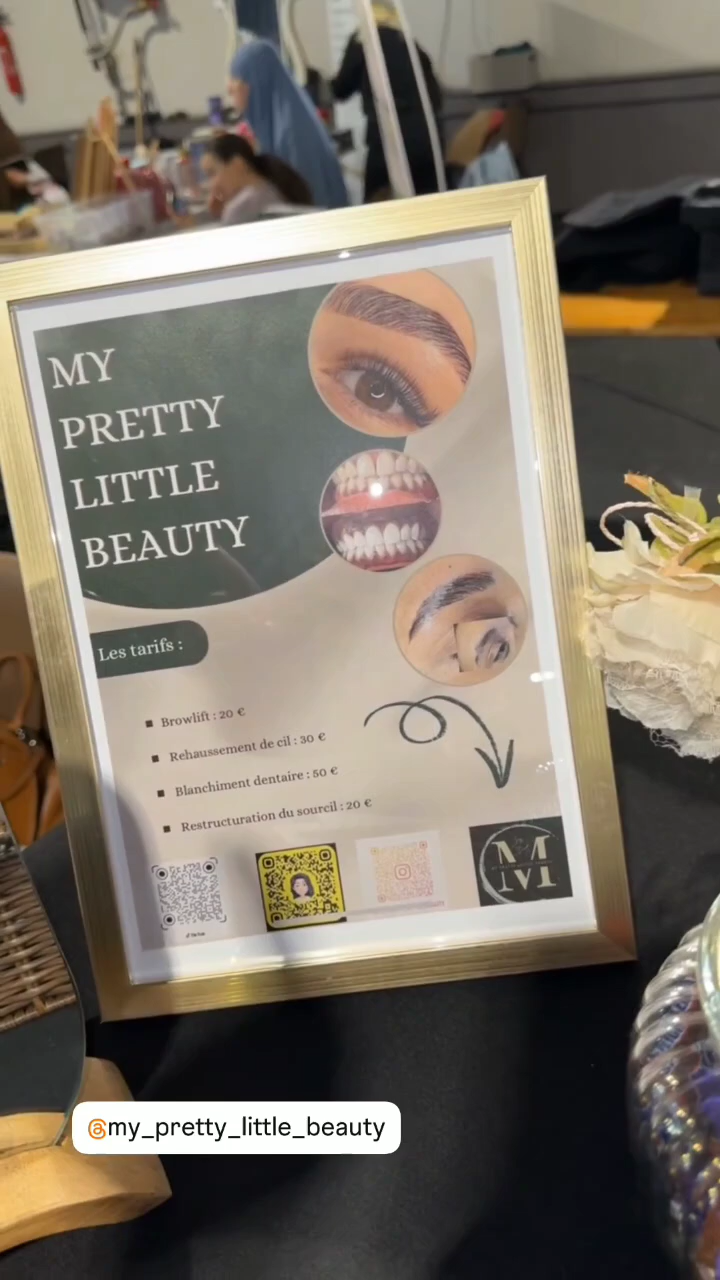 MY
PRETTY
LITTLE
BEAUTY
Les tarifs :
Browlift : 20 €
Rehaussement de cil : 30 €
Blanchiment dentaire : 50 €
Restructuration du sourcil : 20 €
TikTok
M
@my_pretty_little_beauty